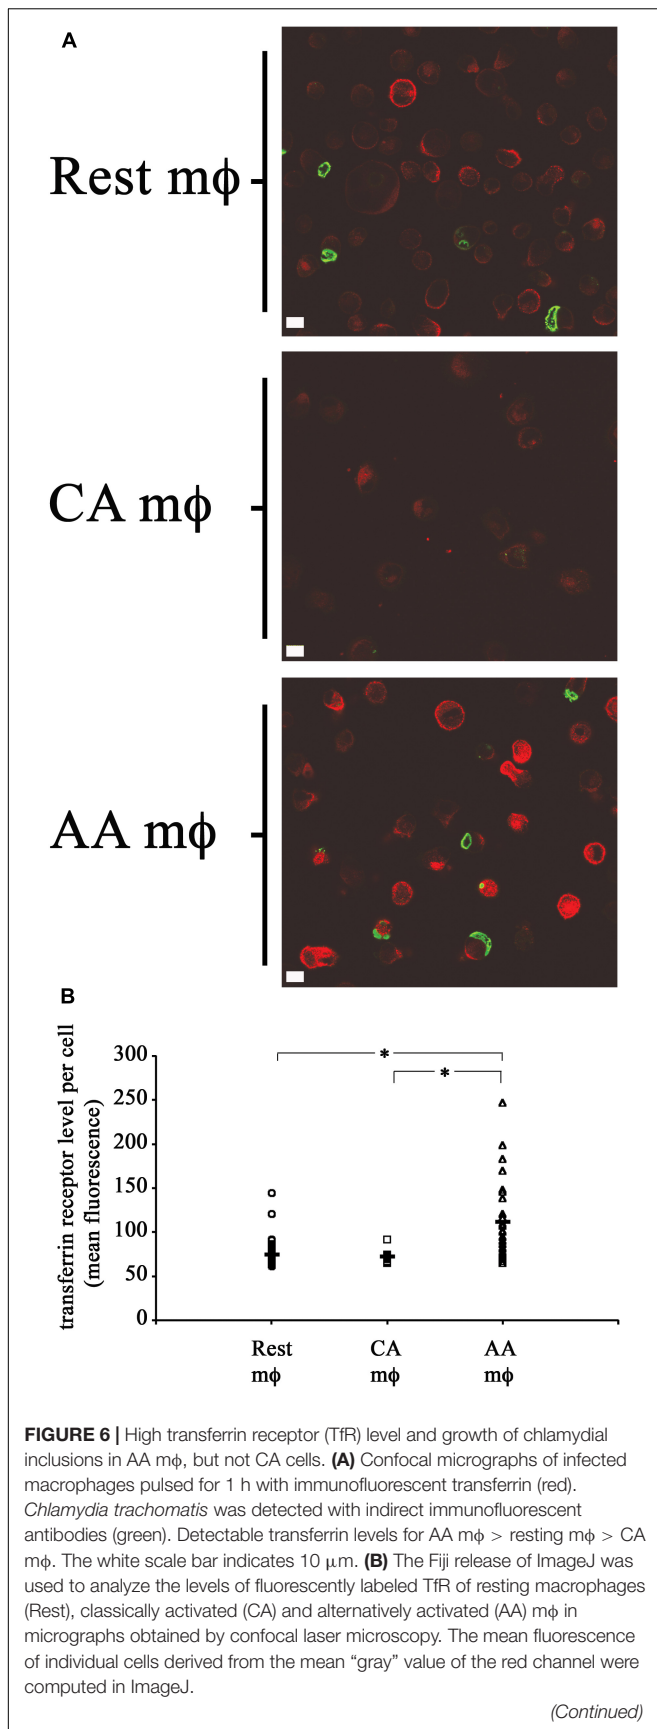 A
Rest mϕ
CA mϕ
AA mϕ
B
transferrin receptor level per cell
(mean fluorescence)
300
250
200
150
100
50
0
*
*
Rest
mϕ
CA
mϕ
AA
mϕ
FIGURE 6 | High transferrin receptor (TfR) level and growth of chlamydial
inclusions in AA mϕ, but not CA cells. (A) Confocal micrographs of infected
macrophages pulsed for 1 h with immunofluorescent transferrin (red).
Chlamydia trachomatis was detected with indirect immunofluorescent
antibodies (green). Detectable transferrin levels for AA mϕ > resting mϕ > CA
mϕ. The white scale bar indicates 10 μm. (B) The Fiji release of ImageJ was
used to analyze the levels of fluorescently labeled TfR of resting macrophages
(Rest), classically activated (CA) and alternatively activated (AA) mϕ in
micrographs obtained by confocal laser microscopy. The mean fluorescence
of individual cells derived from the mean “gray” value of the red channel were
computed in ImageJ.
(Continued)